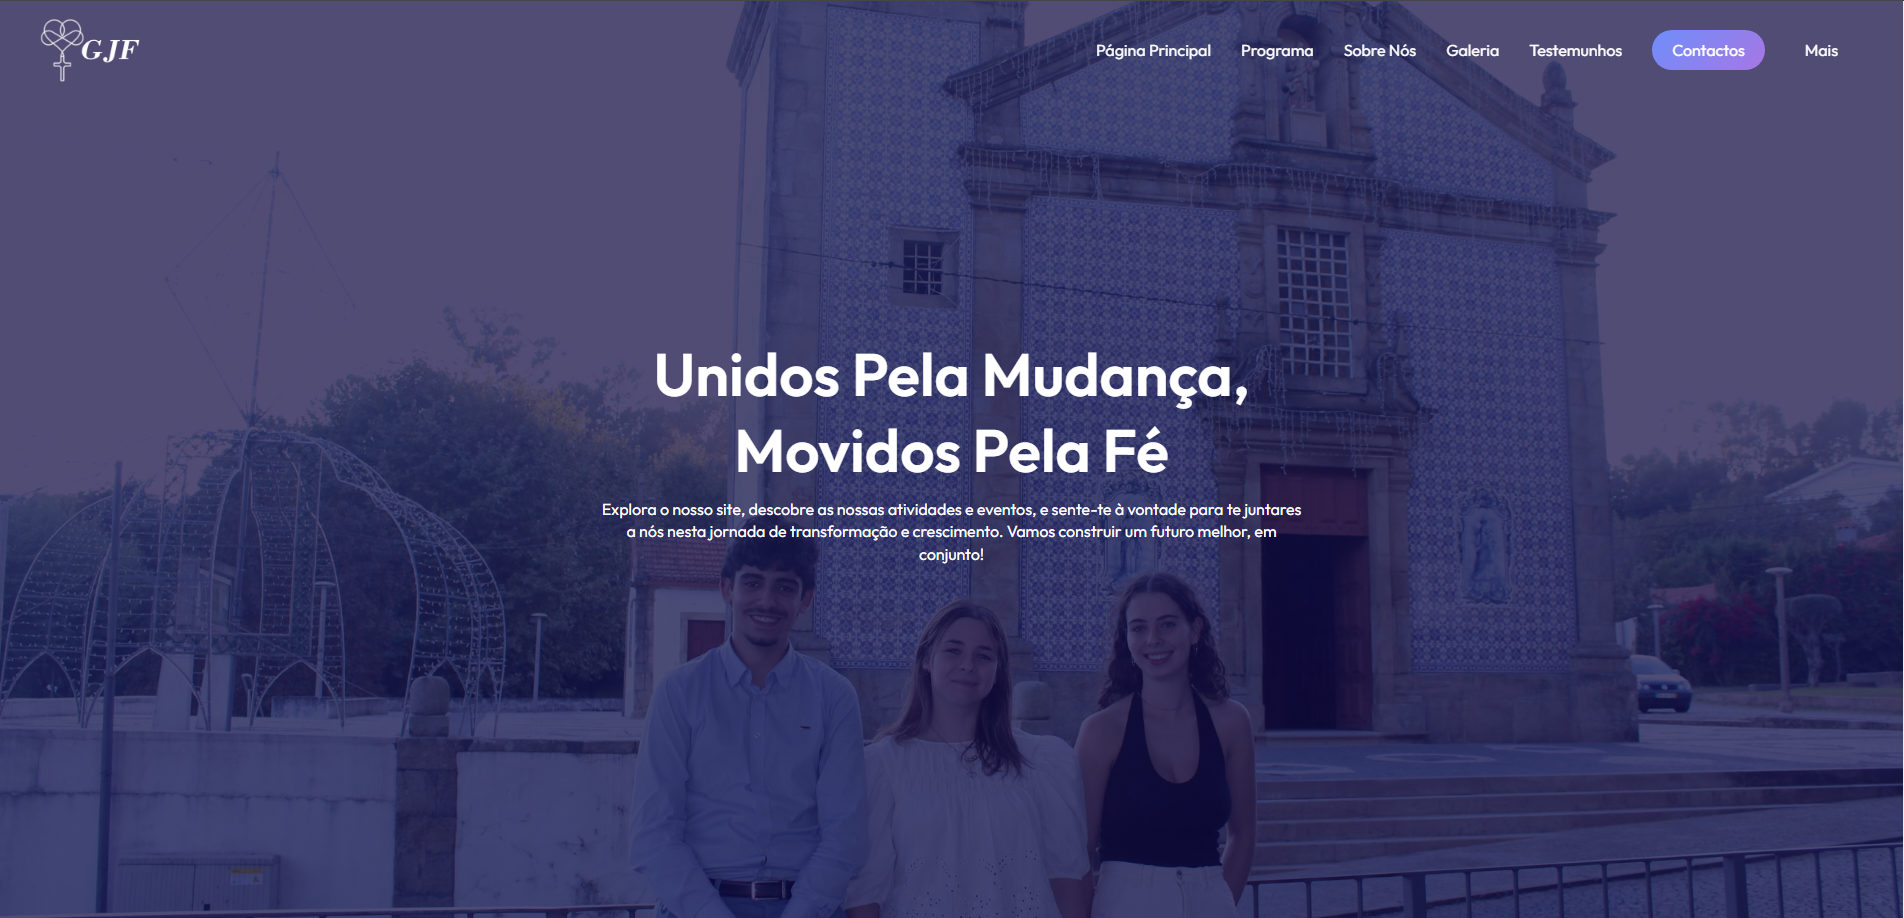 GJF
Página Principal Programa Sobre Nós Galeria Testemunhos Contactos Mais
Unidos Pela Mudança,
Movidos Pela Fé
Explora o nosso site, descobre as nossas atividades e eventos, e sente-te à vontade para te juntares
a nós nesta jornada de transformação e crescimento. Vamos construir um futuro melhor, em
conjunto!